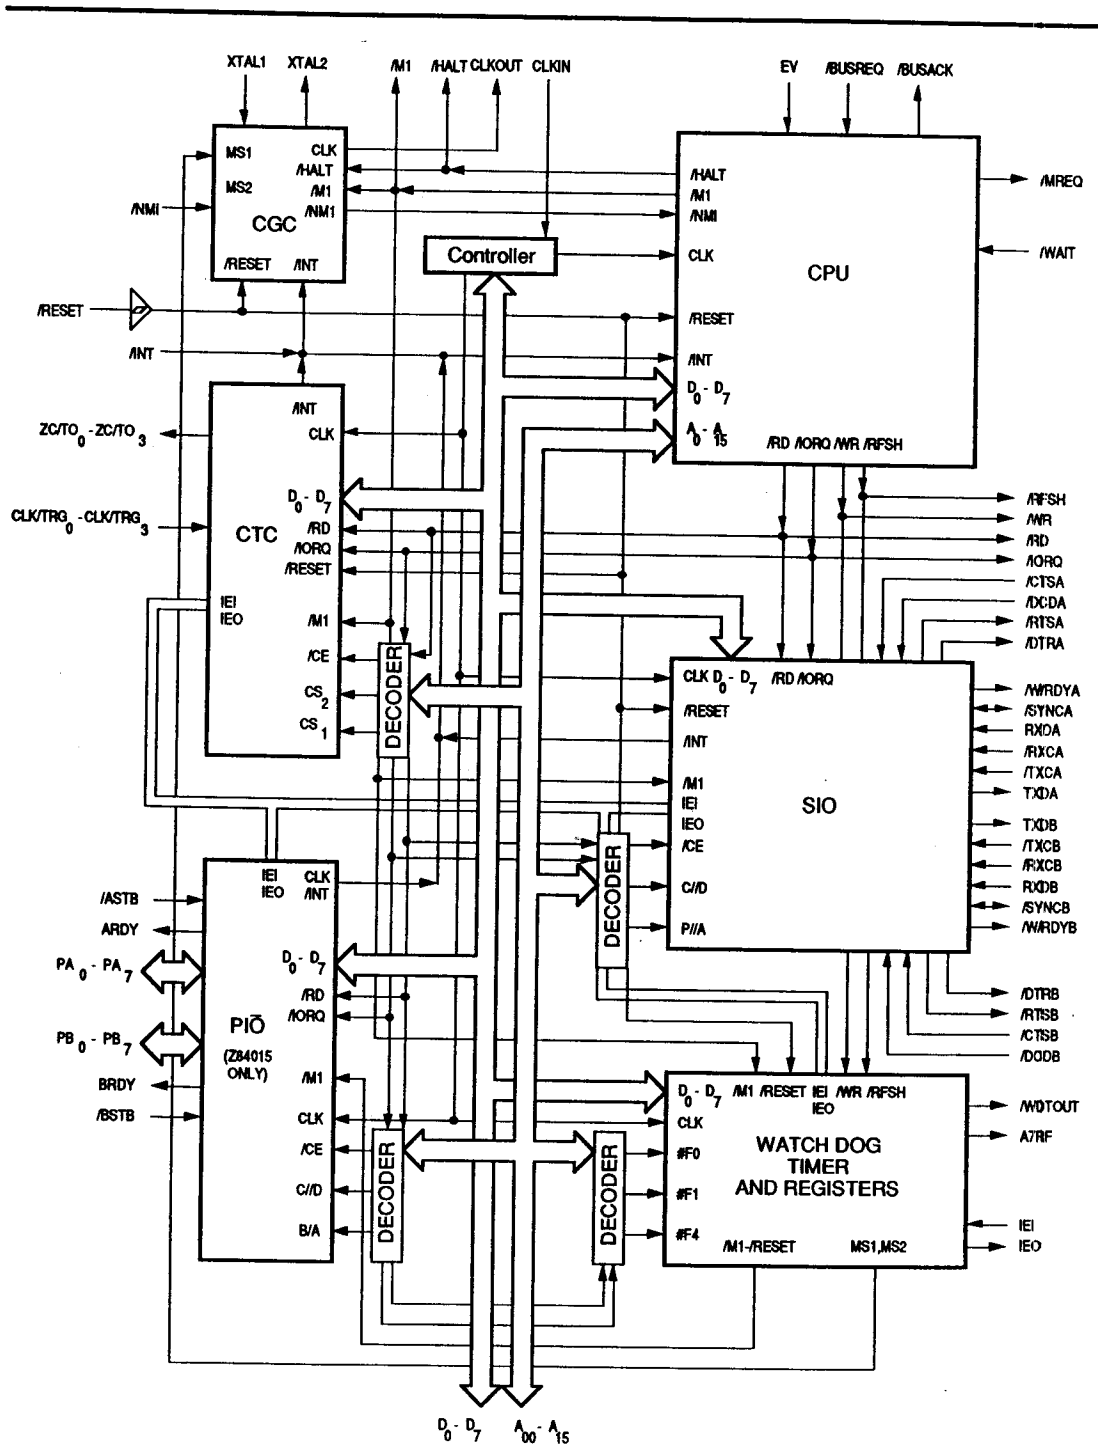 XTAL1 XTAL2 /M1 /HALT CLKOUT CLKIN EV /BUSREQ /BUSACK
MS1 CLK
/HALT
MS2 /M1
/NM1
CGC
/RESET /INT
/NMI
/RESET
/INT
Controller
/HALT
/M1
/NMI
CLK
CPU
/RESET
/INT
D0 - D7
A0 - A15
/RD /IORQ /WR /RFSH
/MREQ
/WAIT
/INT
CLK
D0 - D7
CTC
/RD
/IORQ
/RESET
IEI
IEO
/M1
/CE
CS2
CS1
ZC/TO0 - ZC/TO3
CLK/TRG0 - CLK/TRG3
DECODER
/RFSH
/WR
/RD
/IORQ
/CTSA
/DCDA
/RTSA
/DTRA
CLK D0 - D7 /RD /IORQ
/RESET
/INT
/M1
IEI
IEO
/CE
C//D
P//A
SIO
/W/RDYA
/SYNCA
RXDA
/RXCA
/TXCA
TXDA
TXDB
/TXCB
/RXCB
RXDB
/SYNCB
/W/RDYB
DECODER
/DTRB
/RTSB
/CTSB
/DCDB
IEI CLK
IEO /INT
D0 - D7
/RD
/IORQ
PIO
(Z84015
ONLY)
/M1
CLK
/CE
C//D
B/A
/ASTB
ARDY
PA0 - PA7
PB0 - PB7
BRDY
/BSTB
DECODER
DECODER
D0 - D7 /M1 /RESET IEI /WR /RFSH
IEO
CLK
#F0
#F1
#F4
WATCH DOG
TIMER
AND REGISTERS
/M1-/RESET MS1,MS2
/WDTOUT
A7RF
IEI
IEO
D0 - D7 A00 - A15